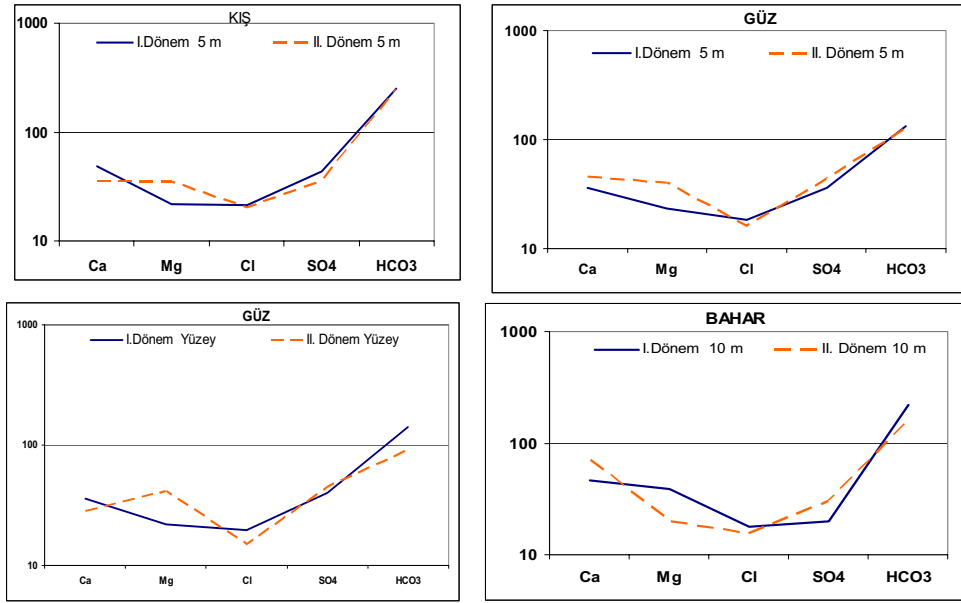 KIŞ
I.Dönem 5 m
II. Dönem 5 m
1000
100
10
Ca Mg Cl SO4 HCO3
GÜZ
I.Dönem 5 m
II. Dönem 5 m
1000
100
10
Ca Mg Cl SO4 HCO3
GÜZ
I.Dönem Yüzey
II. Dönem Yüzey
1000
100
10
Ca Mg Cl SO4 HCO3
BAHAR
I.Dönem 10 m
II. Dönem 10 m
1000
100
10
Ca Mg Cl SO4 HCO3